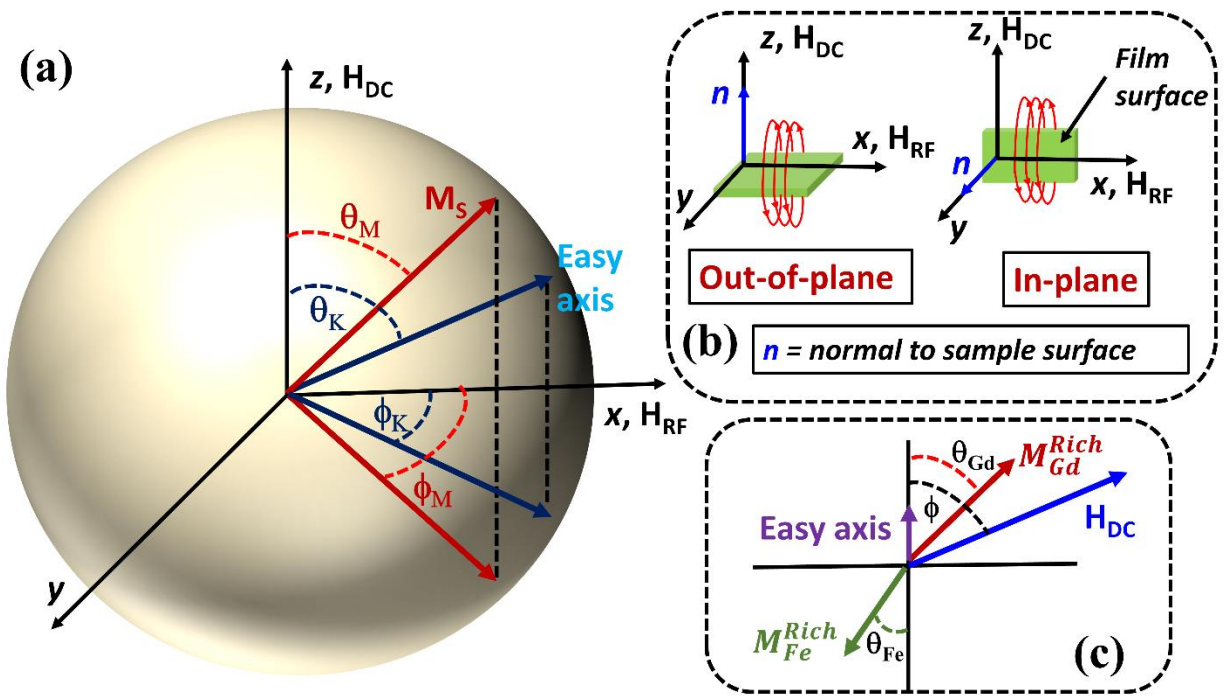 (a)
z, H_DC
M_S
θ_M
Easy
axis
θ_K
ϕ_K
x, H_RF
ϕ_M
y
z, H_DC
n
x, H_RF
y
Out-of-plane
z, H_DC
Film
surface
n
x, H_RF
y
In-plane
(b)
n = normal to sample surface
θ_Gd
M_Gd^Rich
ϕ
H_DC
Easy axis
M_Fe^Rich
θ_Fe
(c)